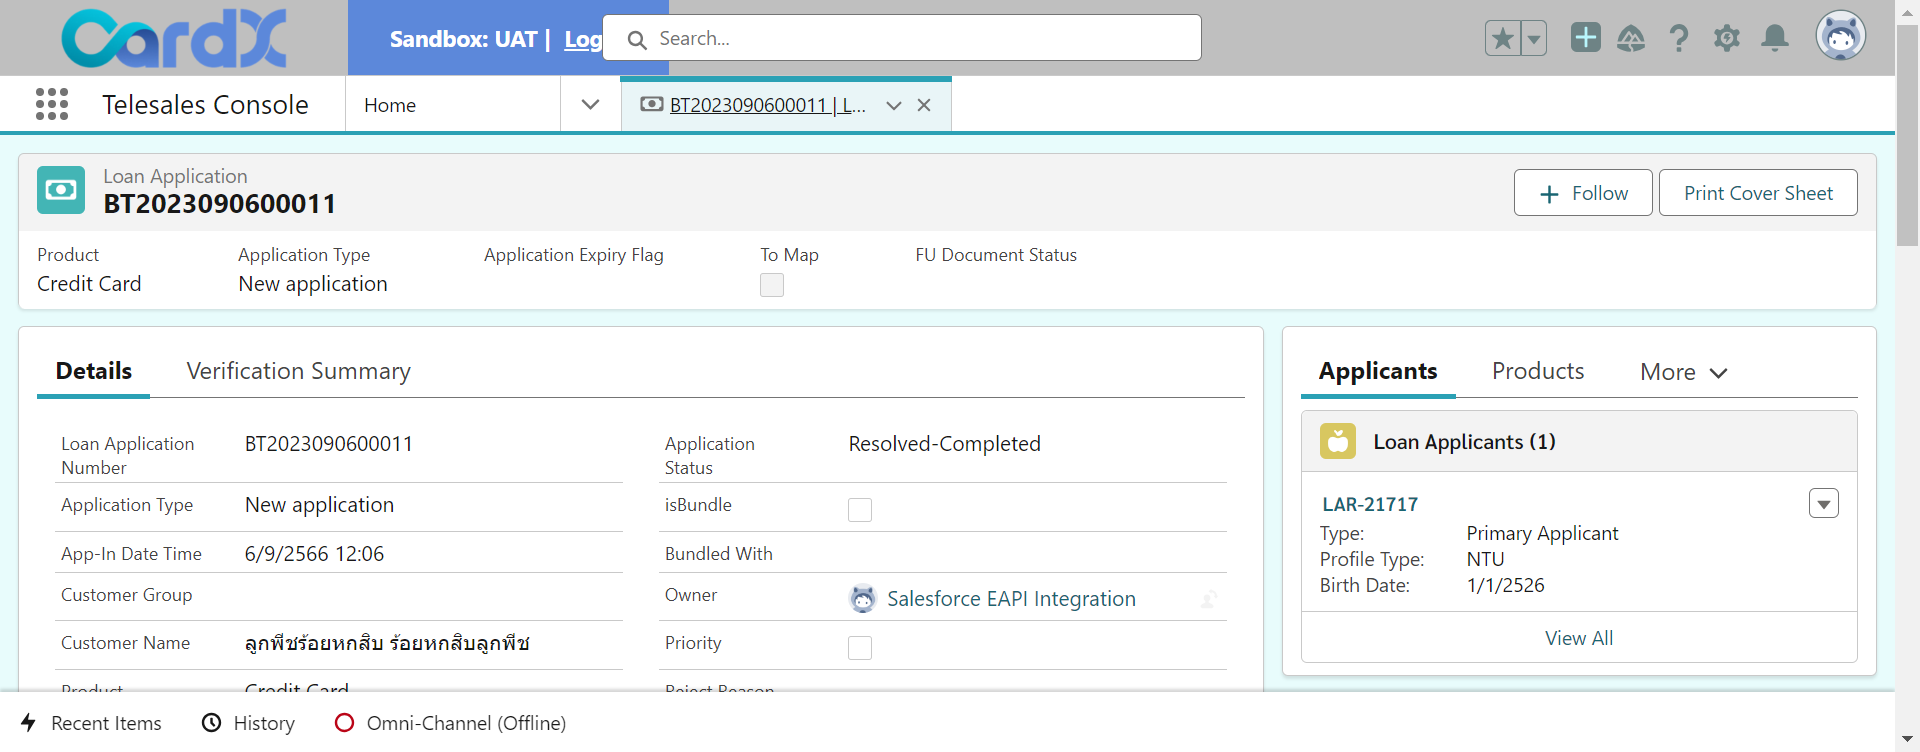 CardX
Sandbox: UAT | Log
Search...
Telesales Console
Home
BT2023090600011 | L...
Loan Application
BT2023090600011
Follow
Print Cover Sheet
Product
Application Type
Application Expiry Flag
To Map
FU Document Status
Credit Card
New application
Details
Verification Summary
Loan Application Number
BT2023090600011
Application Status
Resolved-Completed
Application Type
New application
isBundle
App-In Date Time
6/9/2566 12:06
Bundled With
Customer Group
Owner
Salesforce EAPI Integration
Customer Name
ลูกพีชร้อยหกสิบ ร้อยหกสิบลูกพีช
Priority
Product
Credit Card
Reject Reason
Applicants
Products
More
Loan Applicants (1)
LAR-21717
Type:
Primary Applicant
Profile Type:
NTU
Birth Date:
1/1/2526
View All
Recent Items
History
Omni-Channel (Offline)